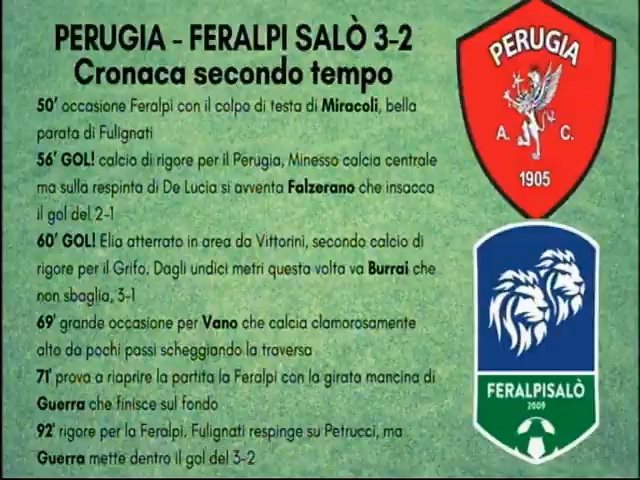 PERUGIA - FERALPI SALÒ 3-2
Cronaca secondo tempo
50' occasione Feralpi con il colpo di testa di Miracoli, bella
parata di Fulignati
56' GOL! calcio di rigore per il Perugia, Minesso calcia centrale
ma sulla respinta di De Lucia si avventa Falzerano che insacca
il gol del 2-1
60' GOL! Elia atterrato in area da Vittorini, secondo calcio di
rigore per il Grifo. Dagli undici metri questa volta va Burrai che
non sbaglia, 3-1
69' grande occasione per Vano che calcia clamorosamente
alto da pochi passi scheggiando la traversa
71' prova a riaprire la partita la Feralpi con la girata mancina di
Guerra che finisce sul fondo
92' rigore per la Feralpi. Fulignati respinge su Petrucci, ma
Guerra mette dentro il gol del 3-2
PERUGIA
A. C.
1905
FERALPISALÒ
2009